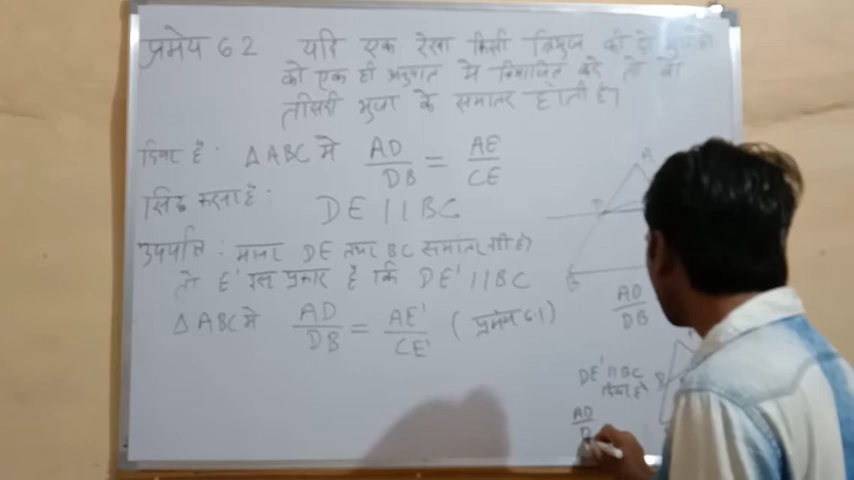 प्रमेय 6.2 यदि एक रेखा किसी त्रिभुज की दो
को एक ही अनुपात मे विभाजित करे तो वो
तीसरी भुजा के समांतर होती है।
दिया है. ΔABC मे AD/DB = AE/CE
सिद्ध करना है: DE || BC
उपपत्ति: माना DE तथा BC समांतर नही है
तो E' इस प्रकार है कि DE' || BC
ΔABC मे AD/DB = AE'/CE' (प्रमेय 6.1)
A
D
B
AD/DB
DE' || BC
दिया है
AD